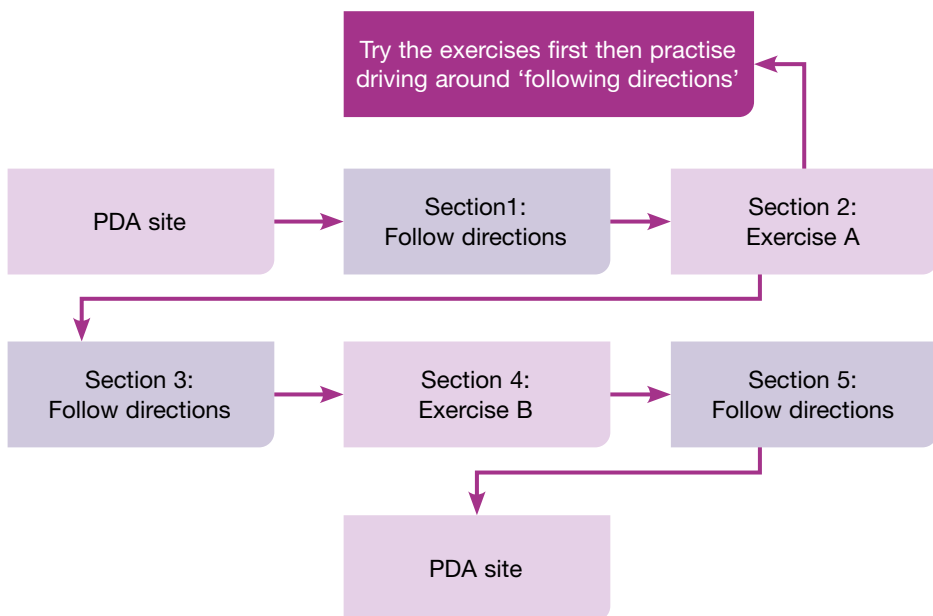 Try the exercises first then practise
driving around ‘following directions’
PDA site
Section1:
Follow directions
Section 2:
Exercise A
Section 3:
Follow directions
Section 4:
Exercise B
Section 5:
Follow directions
PDA site